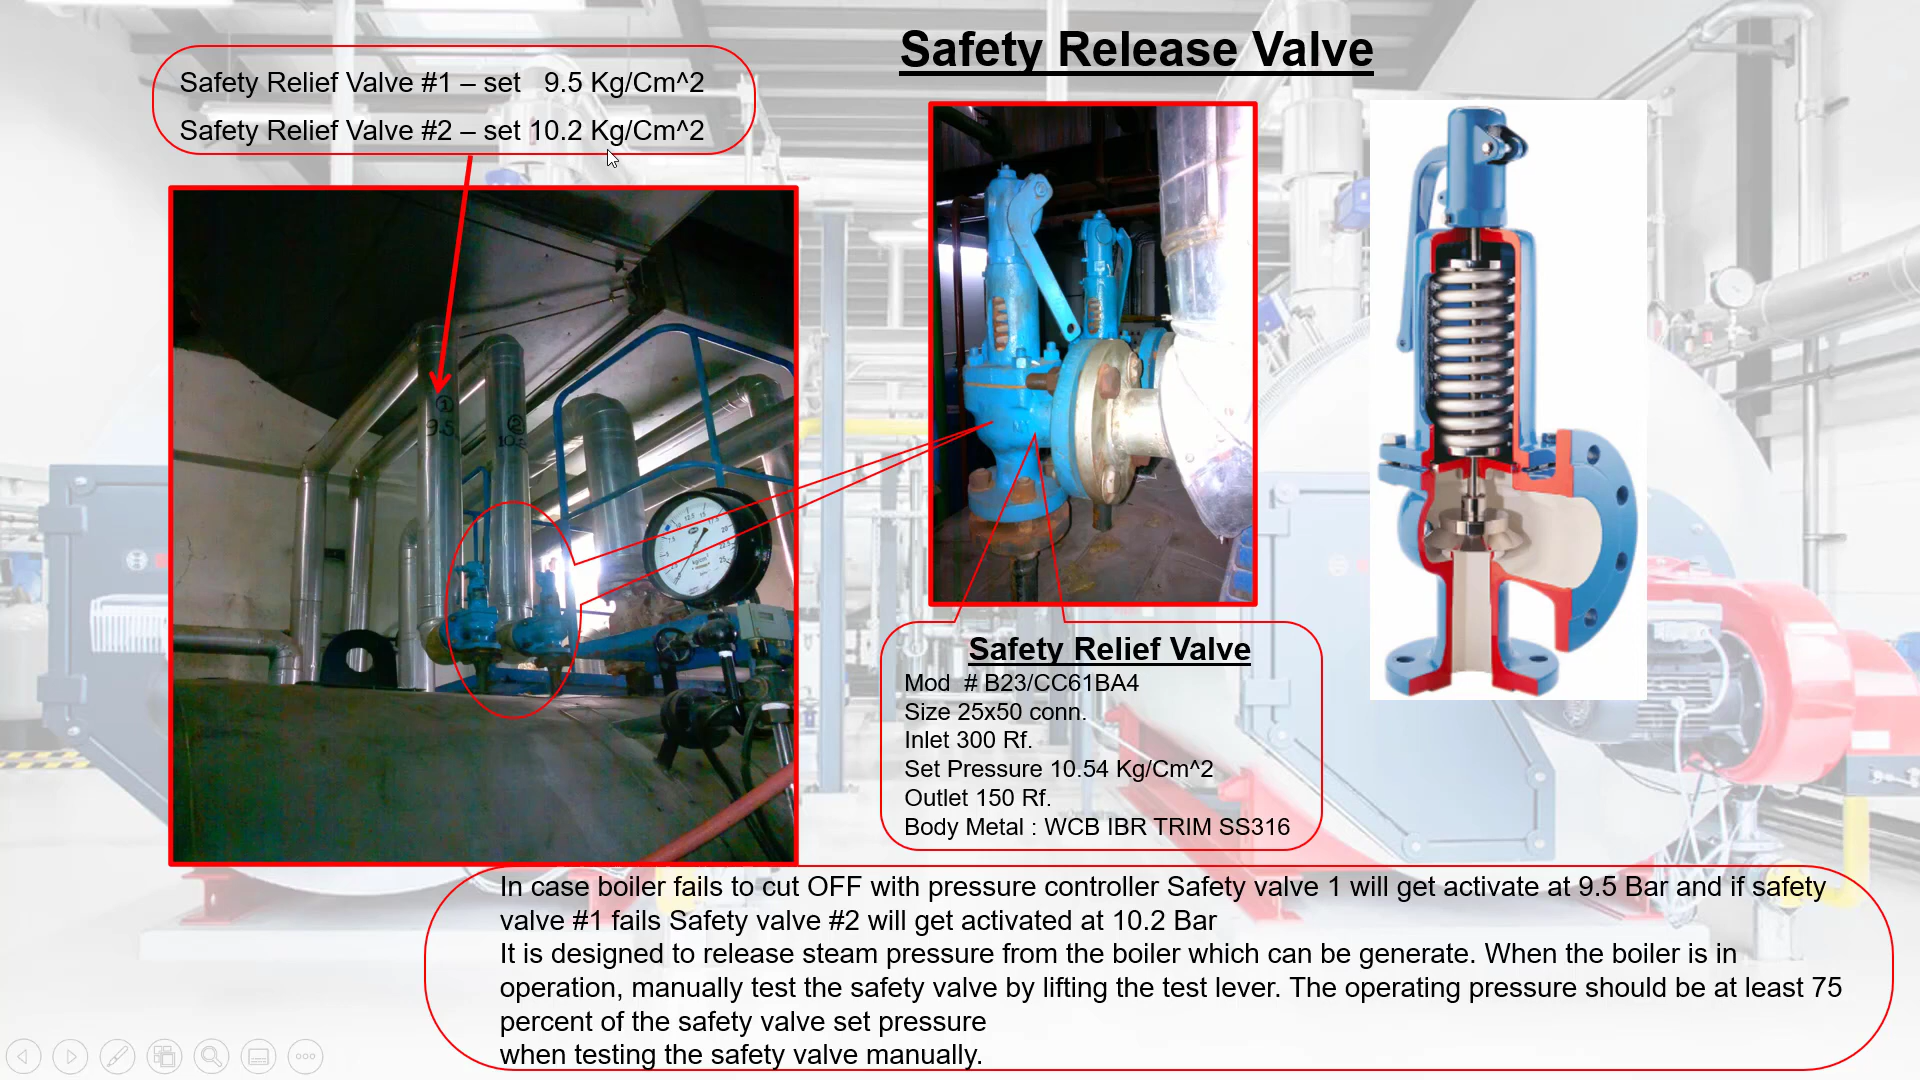 Safety Release Valve
Safety Relief Valve #1 – set 9.5 Kg/Cm^2
Safety Relief Valve #2 – set 10.2 Kg/Cm^2
①
9.5
②
Safety Relief Valve
Mod # B23/CC61BA4
Size 25x50 conn.
Inlet 300 Rf.
Set Pressure 10.54 Kg/Cm^2
Outlet 150 Rf.
Body Metal : WCB IBR TRIM SS316
In case boiler fails to cut OFF with pressure controller Safety valve 1 will get activate at 9.5 Bar and if safety
valve #1 fails Safety valve #2 will get activated at 10.2 Bar
It is designed to release steam pressure from the boiler which can be generate. When the boiler is in
operation, manually test the safety valve by lifting the test lever. The operating pressure should be at least 75
percent of the safety valve set pressure
when testing the safety valve manually.